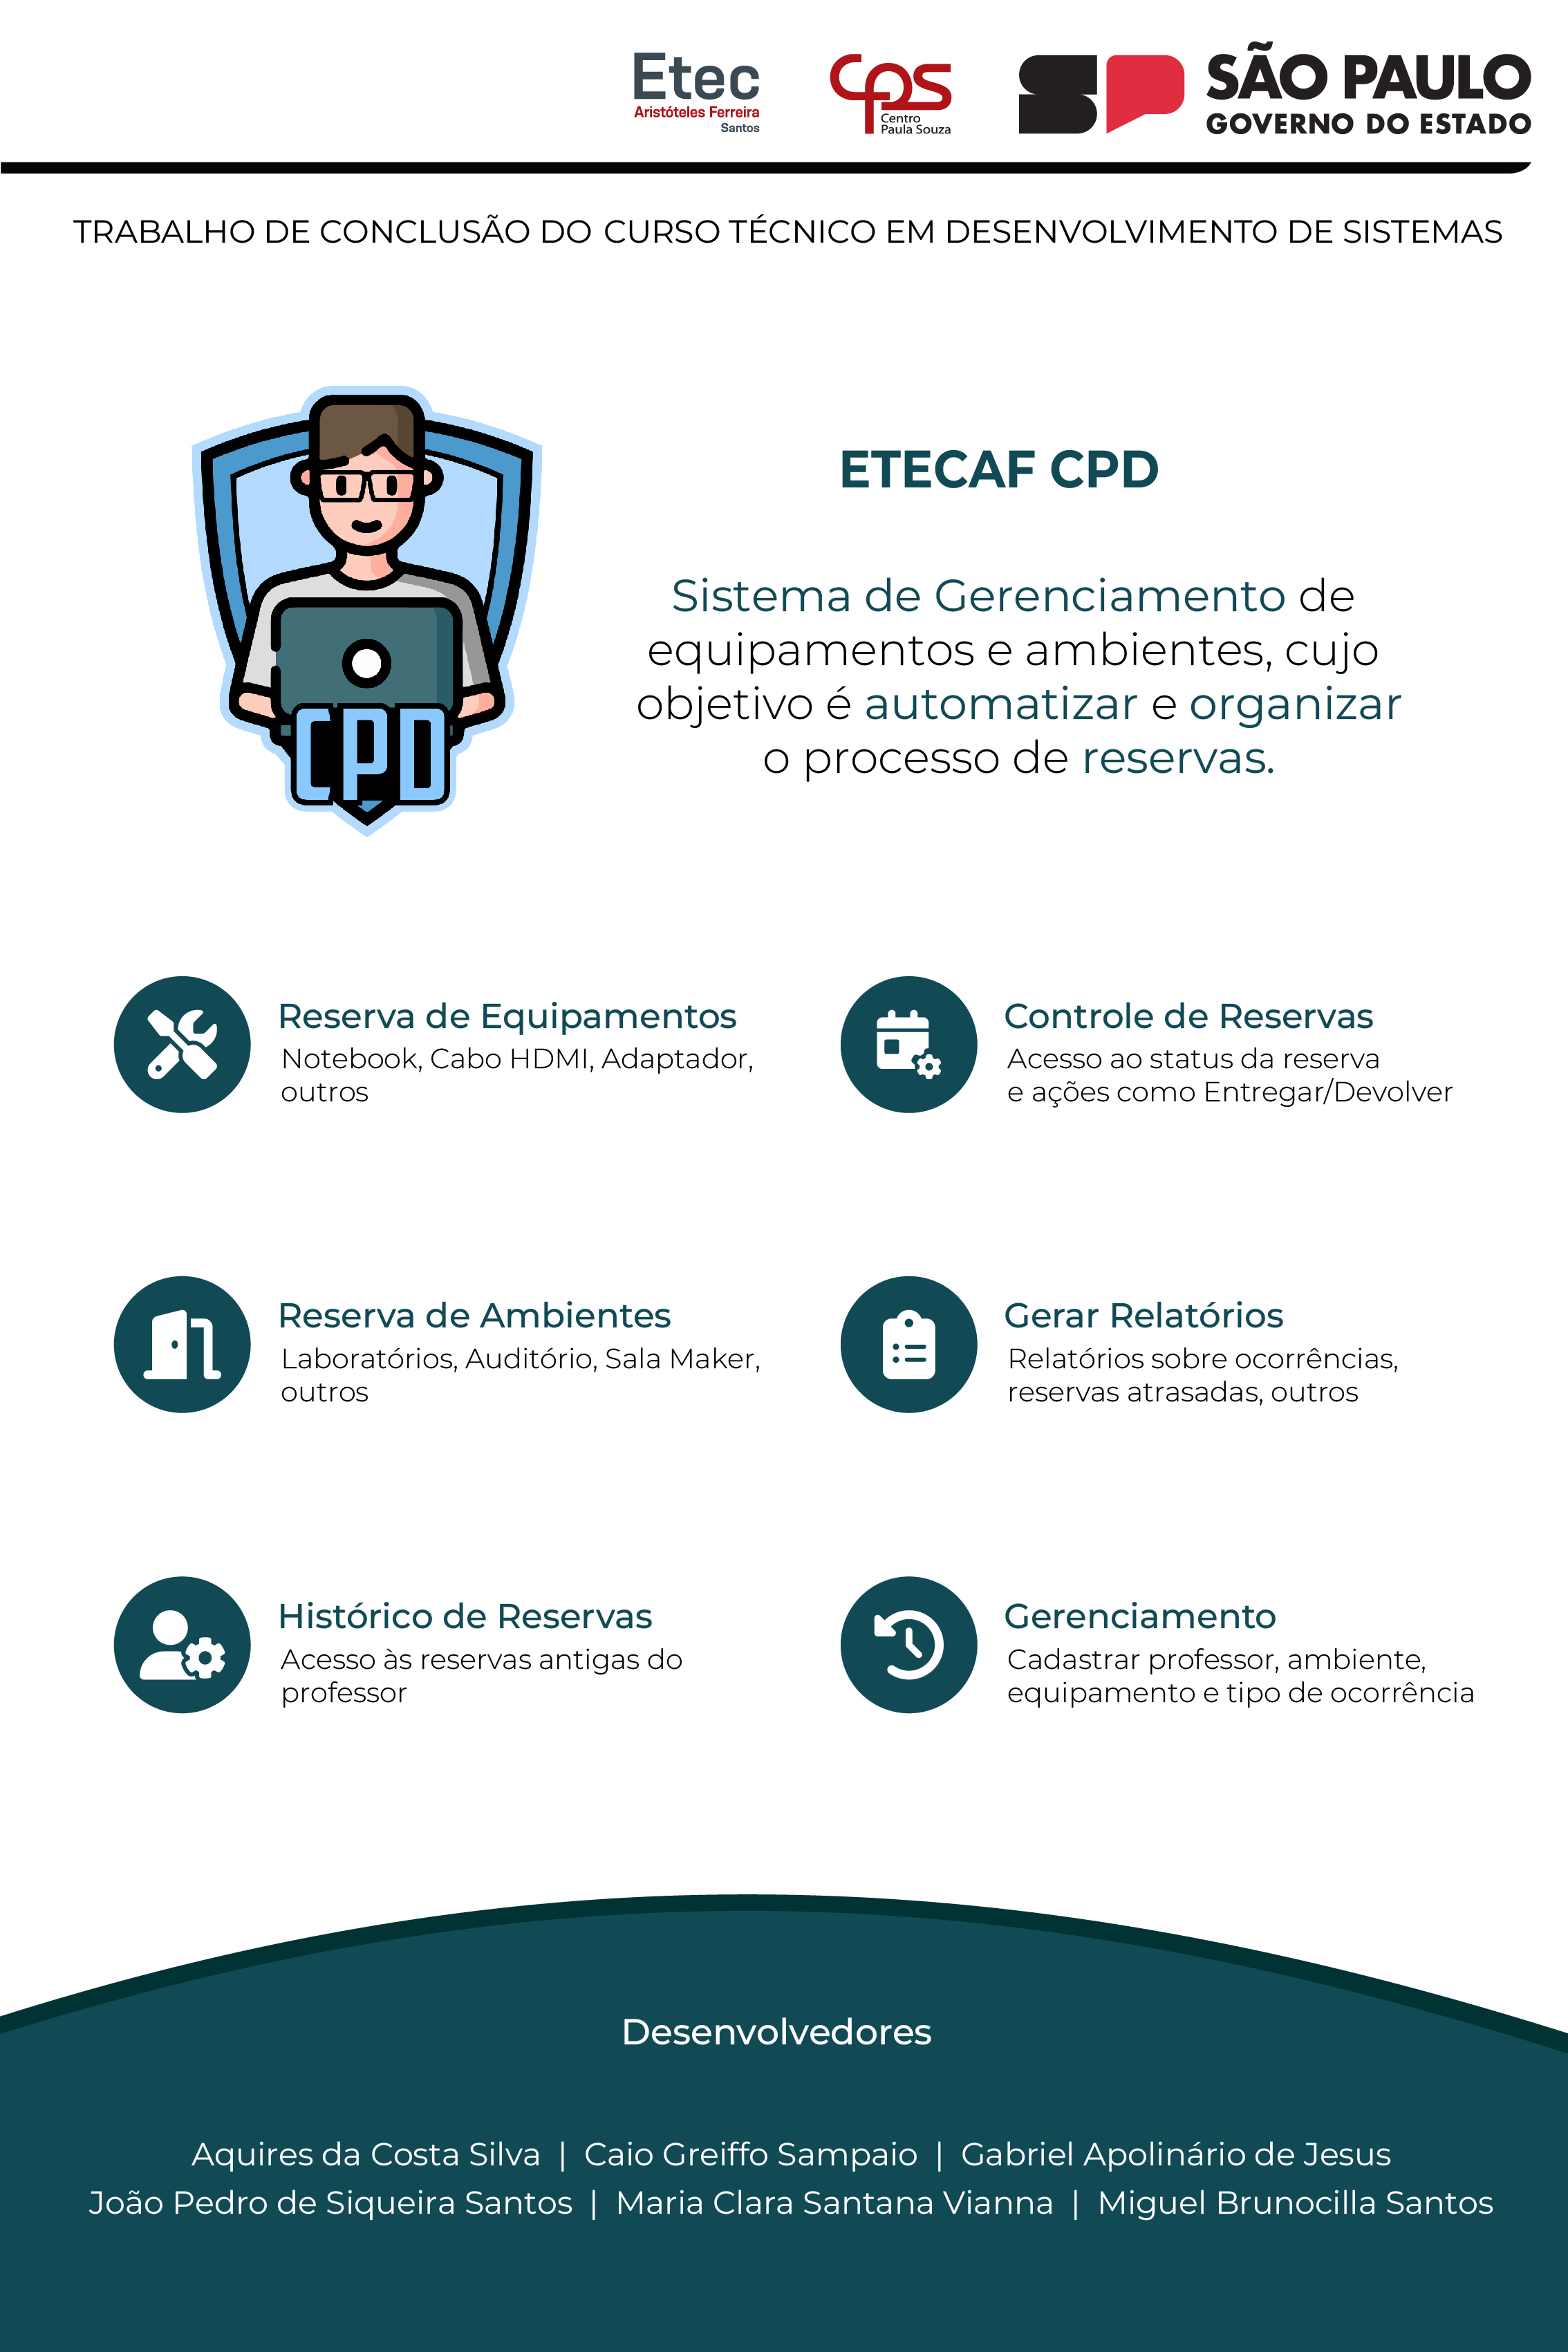 Etec
Aristóteles Ferreira
Santos
cps
Centro
Paula Souza
SP
SÃO PAULO
GOVERNO DO ESTADO
TRABALHO DE CONCLUSÃO DO CURSO TÉCNICO EM DESENVOLVIMENTO DE SISTEMAS
CPD
ETECAF CPD
Sistema de Gerenciamento de
equipamentos e ambientes, cujo
objetivo é automatizar e organizar
o processo de reservas.
Reserva de Equipamentos
Notebook, Cabo HDMI, Adaptador,
outros
Controle de Reservas
Acesso ao status da reserva
e ações como Entregar/Devolver
Reserva de Ambientes
Laboratórios, Auditório, Sala Maker,
outros
Gerar Relatórios
Relatórios sobre ocorrências,
reservas atrasadas, outros
Histórico de Reservas
Acesso às reservas antigas do
professor
Gerenciamento
Cadastrar professor, ambiente,
equipamento e tipo de ocorrência
Desenvolvedores
Aquires da Costa Silva | Caio Greiffo Sampaio | Gabriel Apolinário de Jesus
João Pedro de Siqueira Santos | Maria Clara Santana Vianna | Miguel Brunocilla Santos